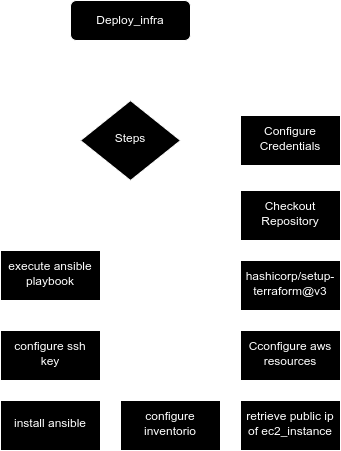 Deploy_infra
Steps
Configure
Credentials
Checkout
Repository
hashicorp/setup-
terraform@v3
Cconfigure aws
resources
retrieve public ip
of ec2_instance
configure
inventorio
install ansible
configure ssh
key
execute ansible
playbook